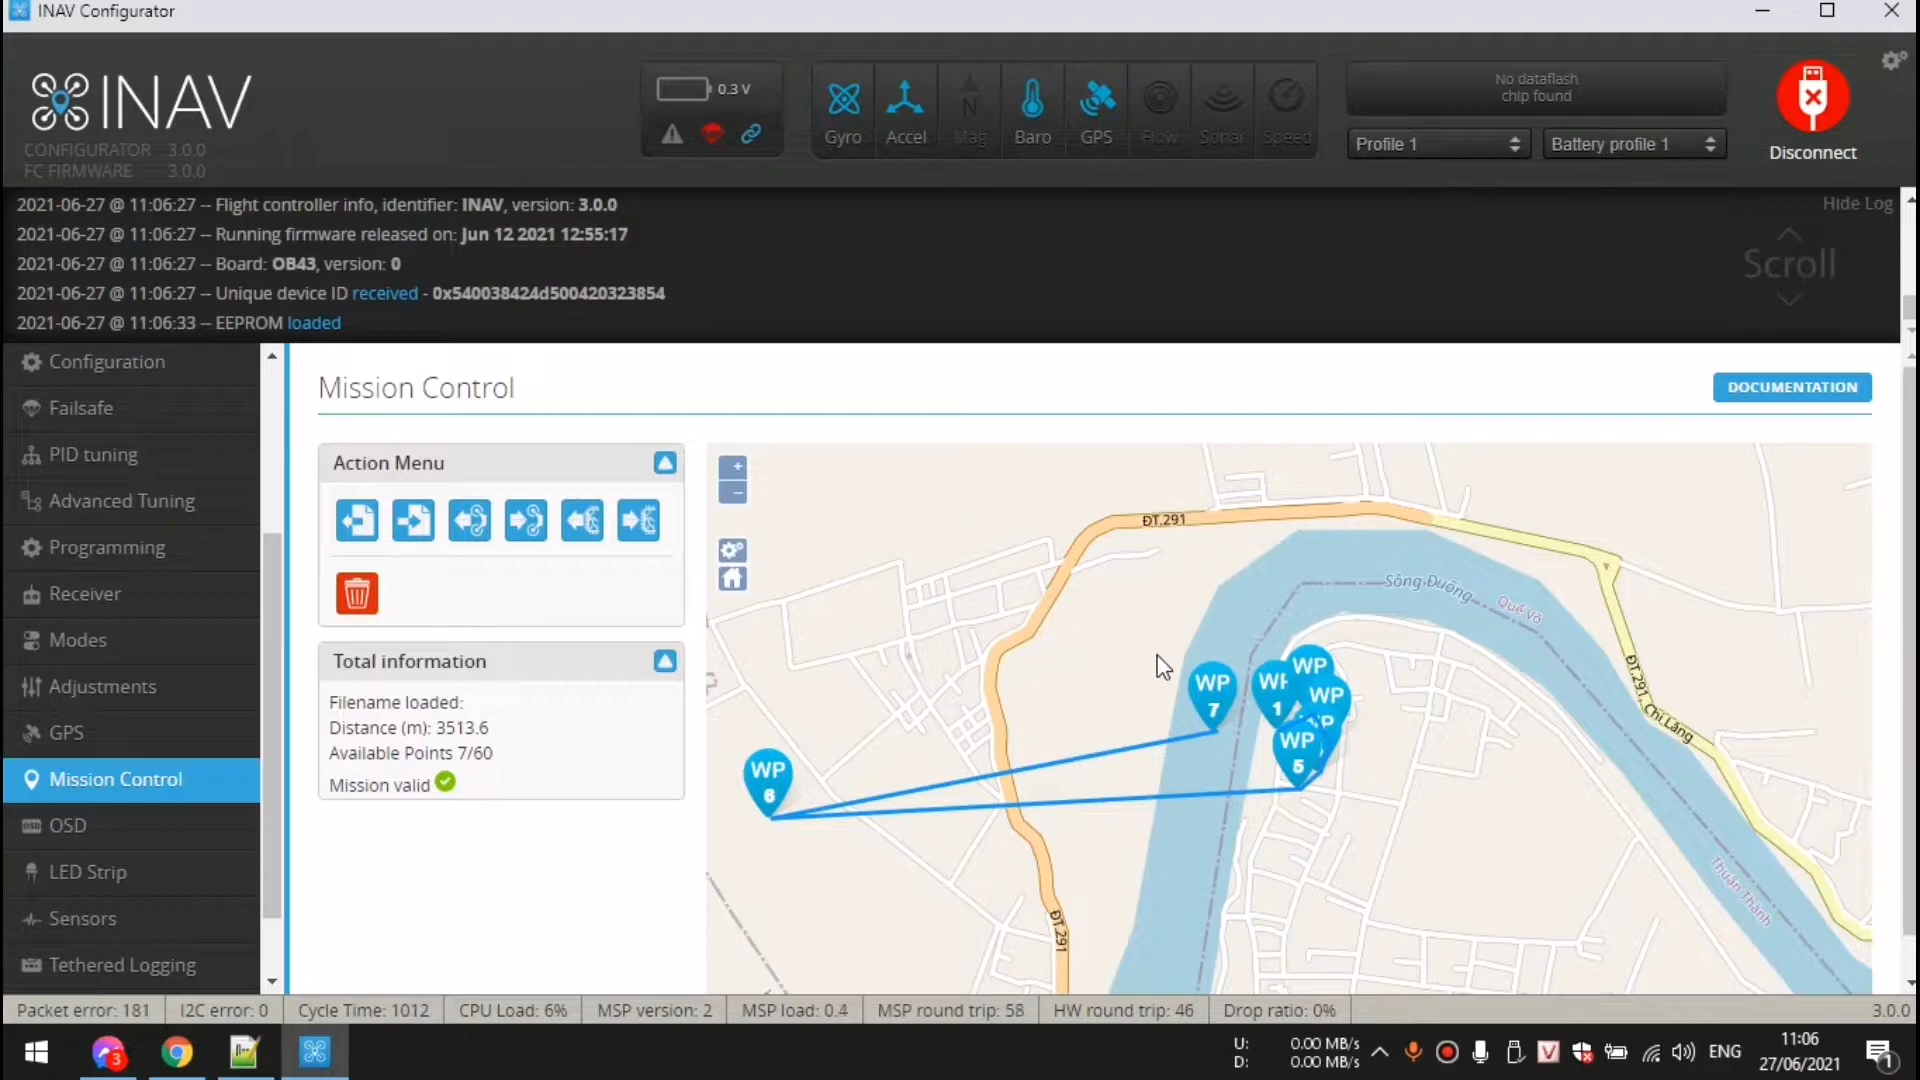 INAV Configurator
INAV
CONFIGURATOR 3.0.0
FC FIRMWARE 3.0.0
0.3 V
Gyro
Accel
Mag
Baro
GPS
Flow
Sonar
Speed
No dataflash
chip found
Profile 1
Battery profile 1
Disconnect
2021-06-27 @ 11:06:27 -- Flight controller info, identifier: INAV, version: 3.0.0
2021-06-27 @ 11:06:27 -- Running firmware released on: Jun 12 2021 12:55:17
2021-06-27 @ 11:06:27 -- Board: OB43, version: 0
2021-06-27 @ 11:06:27 -- Unique device ID received - 0x540038424d500420323854
2021-06-27 @ 11:06:33 -- EEPROM loaded
Hide Log
Scroll
Configuration
Failsafe
PID tuning
Advanced Tuning
Programming
Receiver
Modes
Adjustments
GPS
Mission Control
OSD
LED Strip
Sensors
Tethered Logging
Mission Control
DOCUMENTATION
Action Menu
Total information
Filename loaded:
Distance (m): 3513.6
Available Points 7/60
Mission valid
+
−
ĐT.291
Sông Đuống
Quế Võ
ĐT.291
Chi Lăng
Thuận Thành
ĐT.291
WP
6
WP
7
WP
1
WP
WP
WP
5
Packet error: 181
I2C error: 0
Cycle Time: 1012
CPU Load: 6%
MSP version: 2
MSP load: 0.4
MSP round trip: 58
HW round trip: 46
Drop ratio: 0%
3.0.0
3
U: 0.00 MB/s
D: 0.00 MB/s
V
ENG
11:06
27/06/2021
1